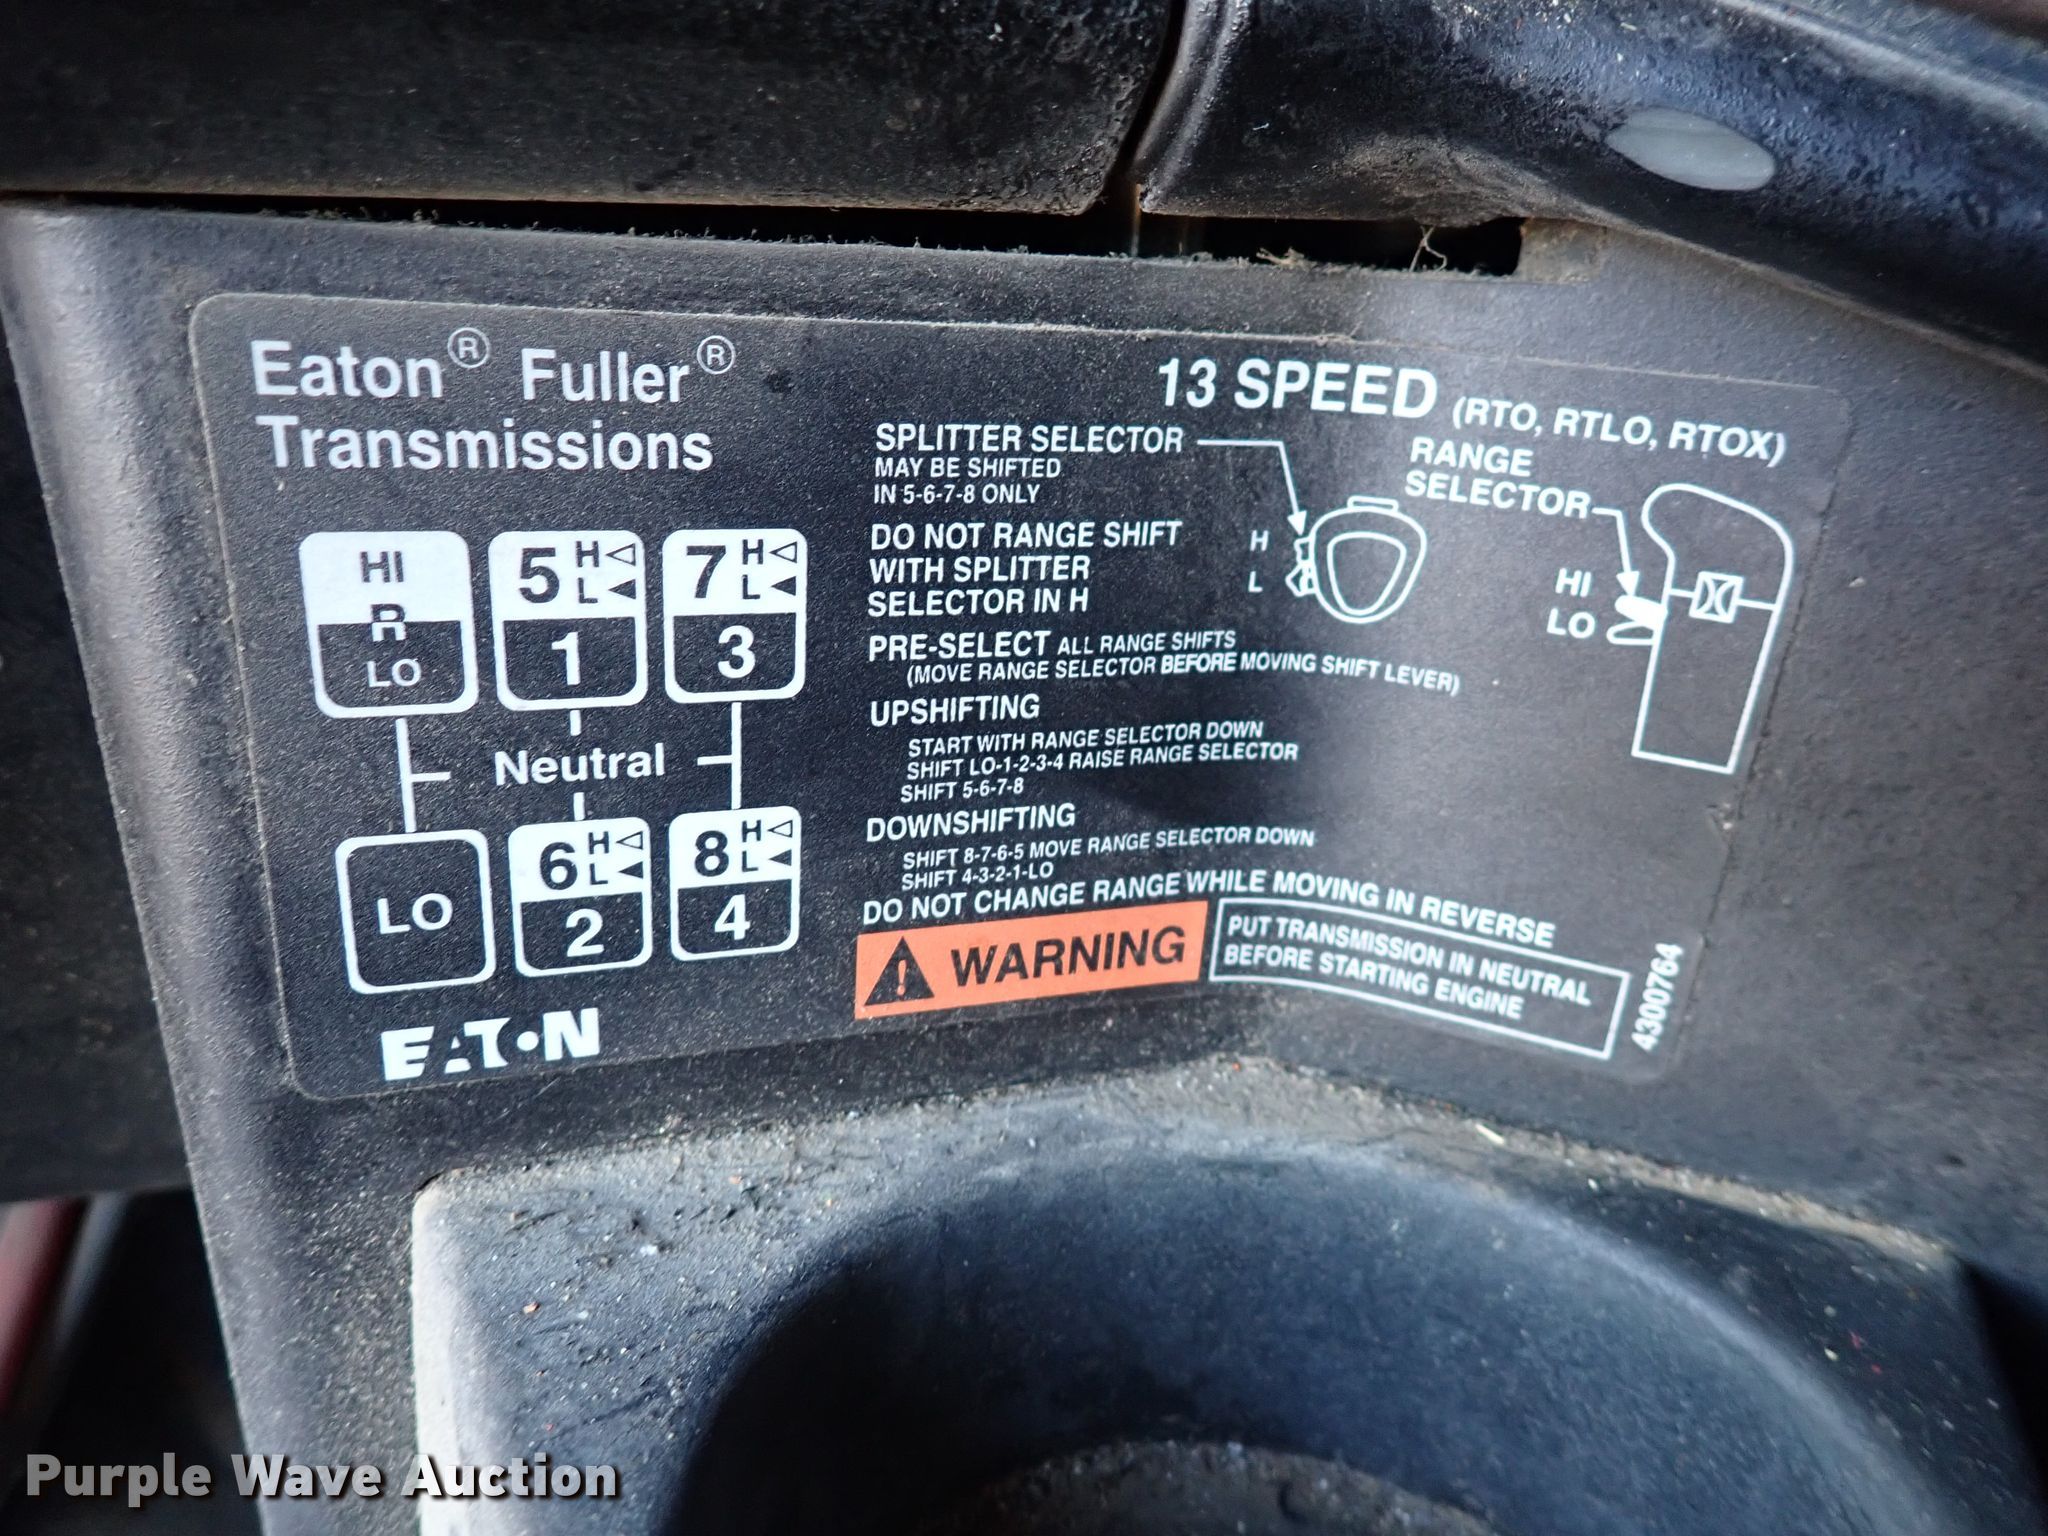 Eaton® Fuller®
Transmissions
13 SPEED (RTO, RTLO, RTOX)
HI
R
LO
5 H
L
1
7 H
L
3
Neutral
LO
6 H
L
2
8 H
L
4
EATON
SPLITTER SELECTOR
MAY BE SHIFTED
IN 5-6-7-8 ONLY
H
L
RANGE
SELECTOR
HI
LO
DO NOT RANGE SHIFT
WITH SPLITTER
SELECTOR IN H
PRE-SELECT ALL RANGE SHIFTS
(MOVE RANGE SELECTOR BEFORE MOVING SHIFT LEVER)
UPSHIFTING
START WITH RANGE SELECTOR DOWN
SHIFT LO-1-2-3-4 RAISE RANGE SELECTOR
SHIFT 5-6-7-8
DOWNSHIFTING
SHIFT 8-7-6-5 MOVE RANGE SELECTOR DOWN
SHIFT 4-3-2-1-LO
DO NOT CHANGE RANGE WHILE MOVING IN REVERSE
WARNING
PUT TRANSMISSION IN NEUTRAL
BEFORE STARTING ENGINE
4300764
Purple Wave Auction